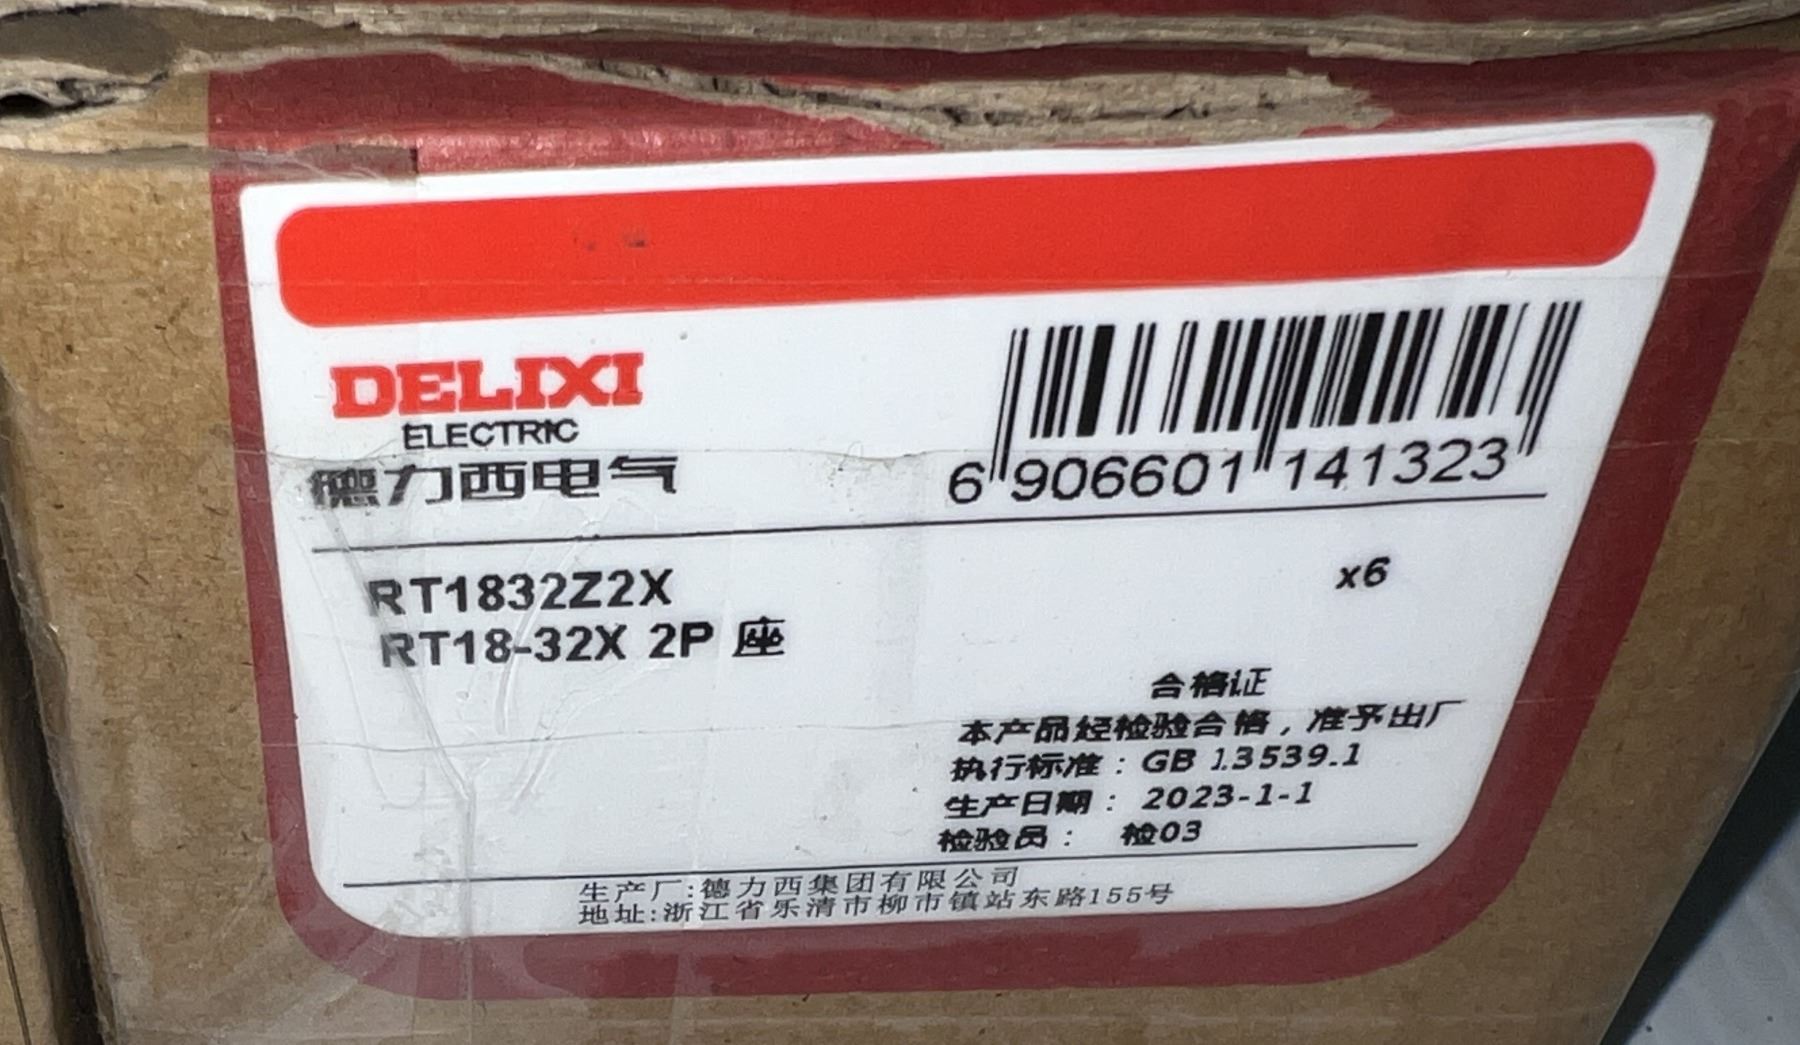 DELIXI
ELECTRIC
德力西电气
6 906601 141323
RT1832Z2X
x6
RT18-32X 2P 座
合格证
本产品经检验合格，准予出厂
执行标准：GB 13539.1
生产日期： 2023-1-1
检验员： 检03
生产厂:德力西集团有限公司
地址:浙江省乐清市柳市镇站东路155号